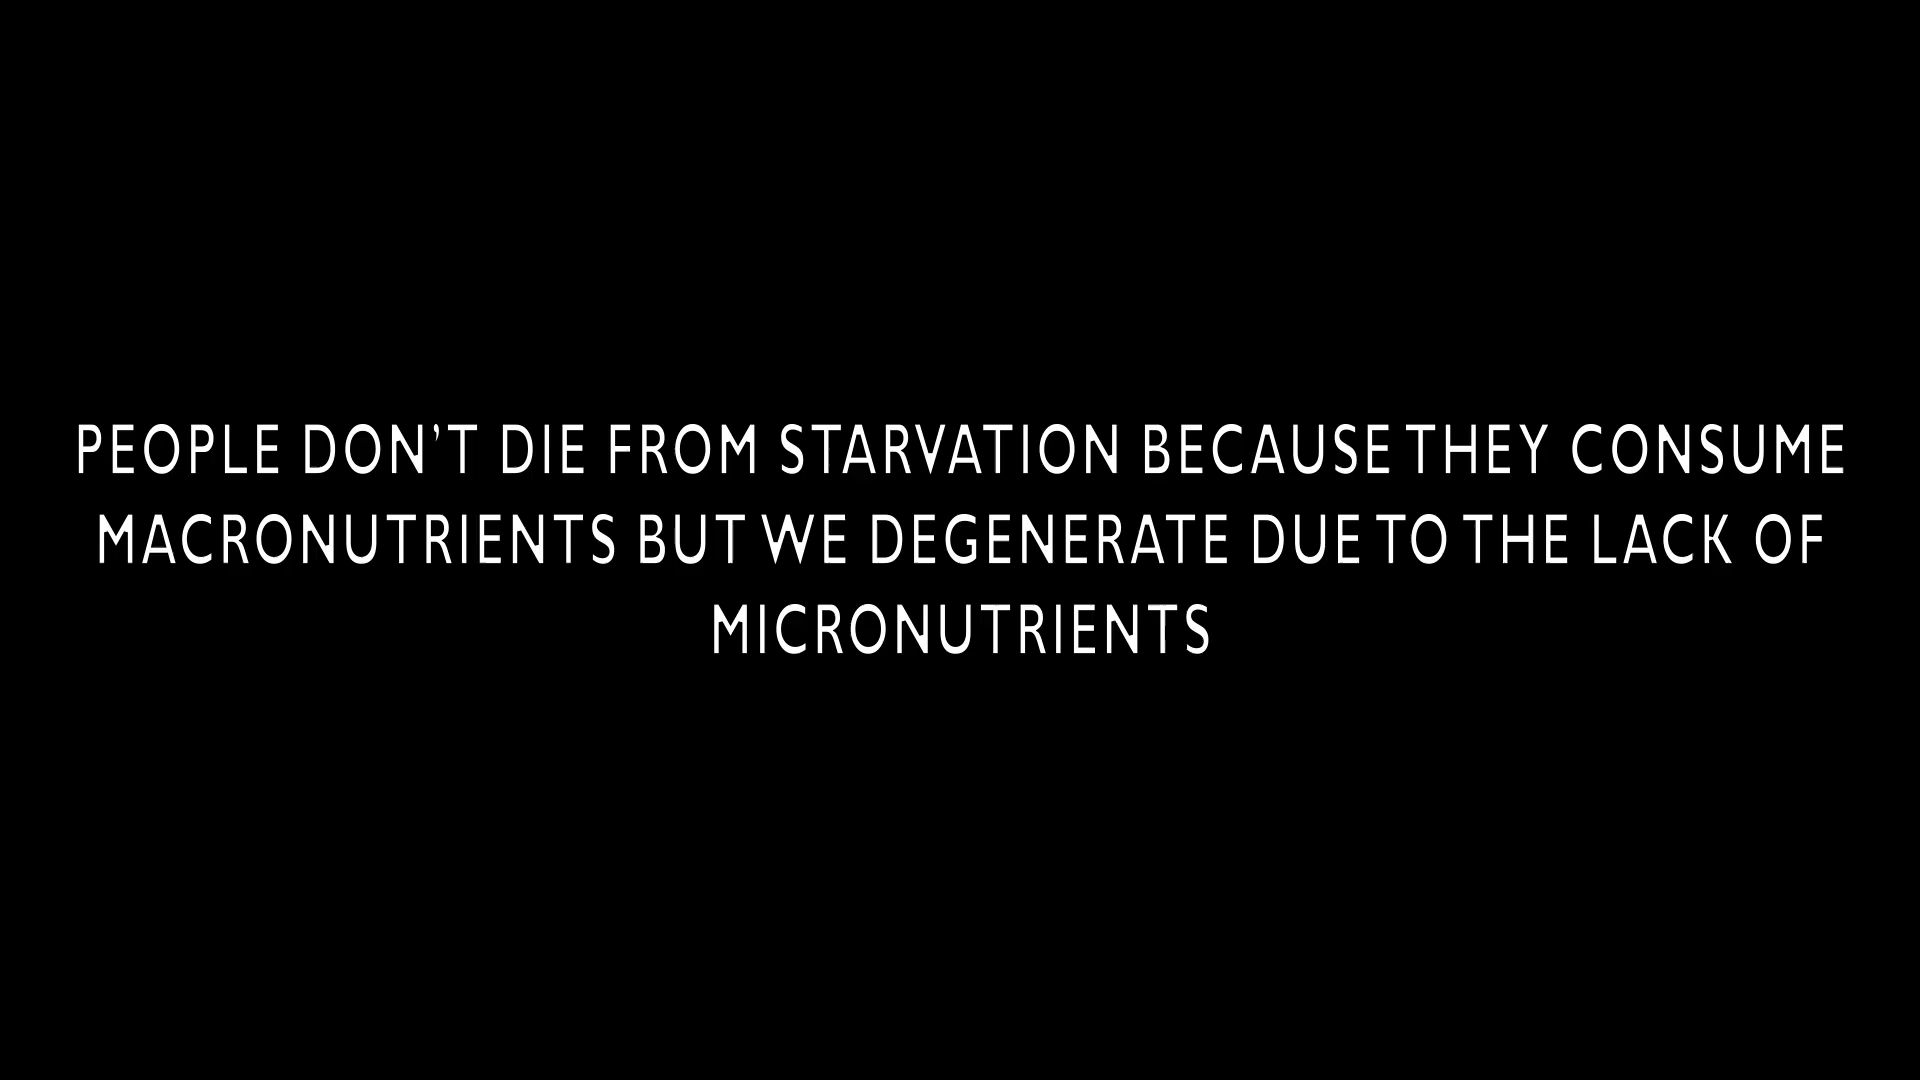 PEOPLE DON'T DIE FROM STARVATION BECAUSE THEY CONSUME
MACRONUTRIENTS BUT WE DEGENERATE DUE TO THE LACK OF
MICRONUTRIENTS